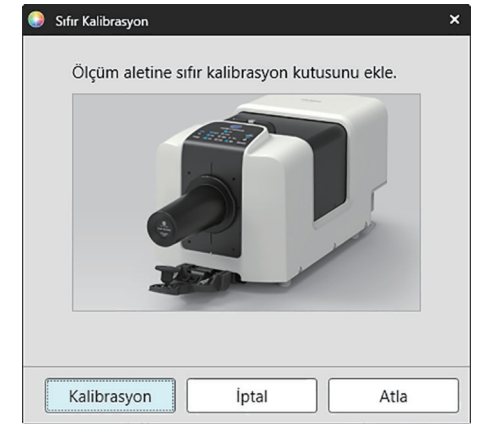 Sıfır Kalibrasyon
Ölçüm aletine sıfır kalibrasyon kutusunu ekle.
Kalibrasyon
İptal
Atla